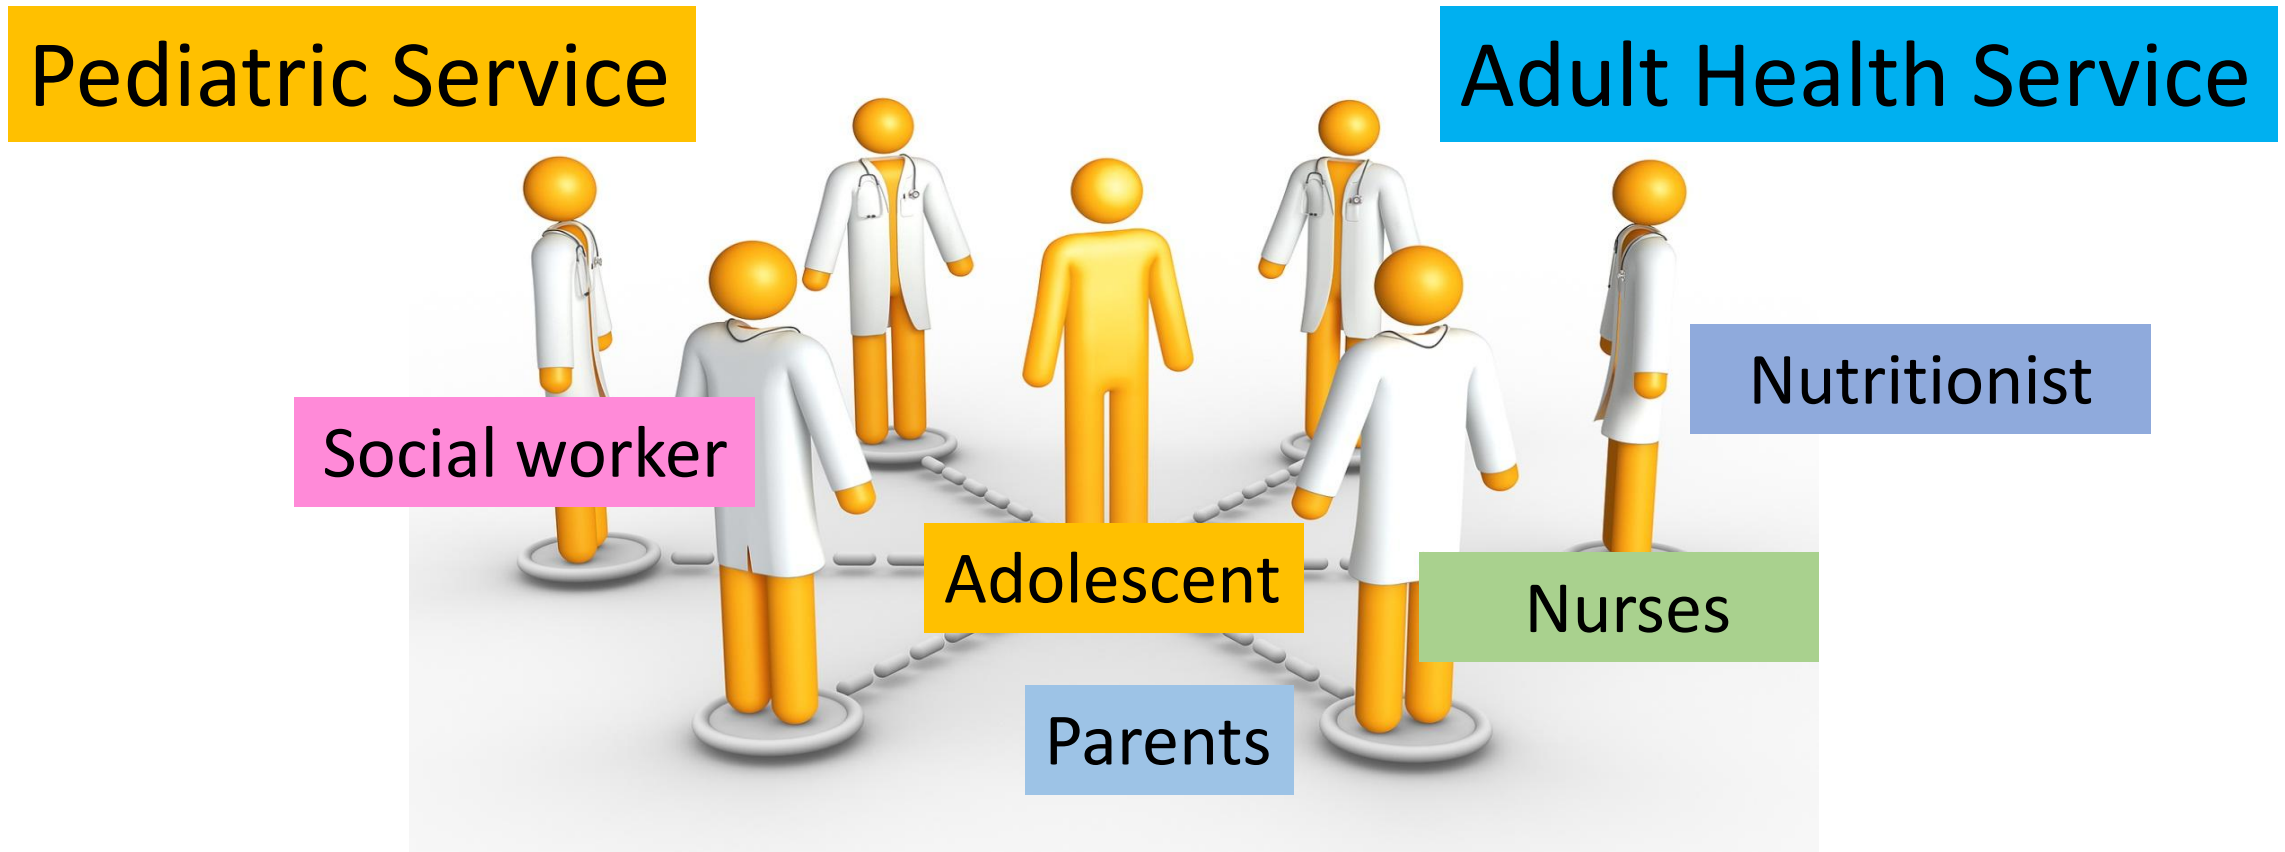 Pediatric Service
Adult Health Service
Nutritionist
Social worker
Adolescent
Nurses
Parents